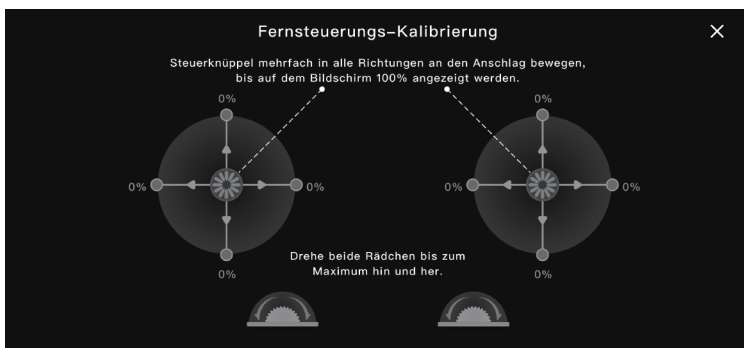 Fernsteuerungs-Kalibrierung
Steuerknüppel mehrfach in alle Richtungen an den Anschlag bewegen,
bis auf dem Bildschirm 100% angezeigt werden.
0%
0%
0%
0%
0%
0%
0%
0%
Drehe beide Rädchen bis zum
Maximum hin und her.